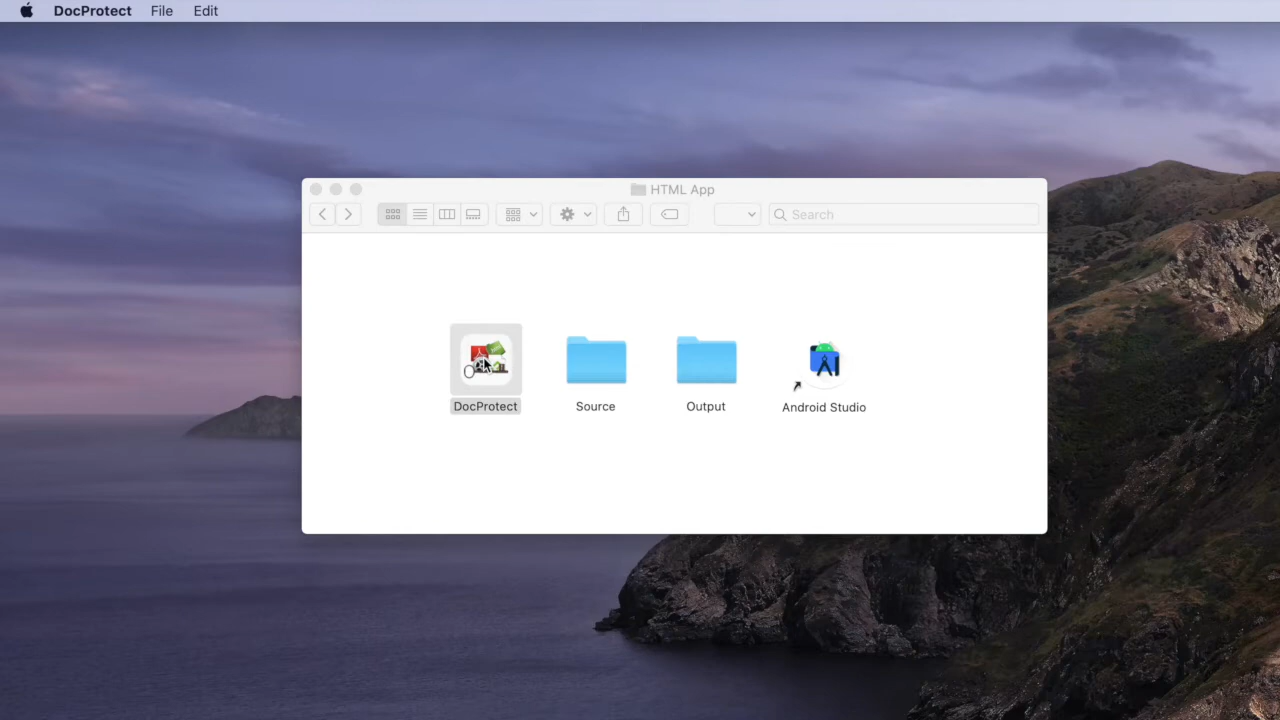 DocProtect File Edit
HTML App
Search
DocProtect Source Output Android Studio